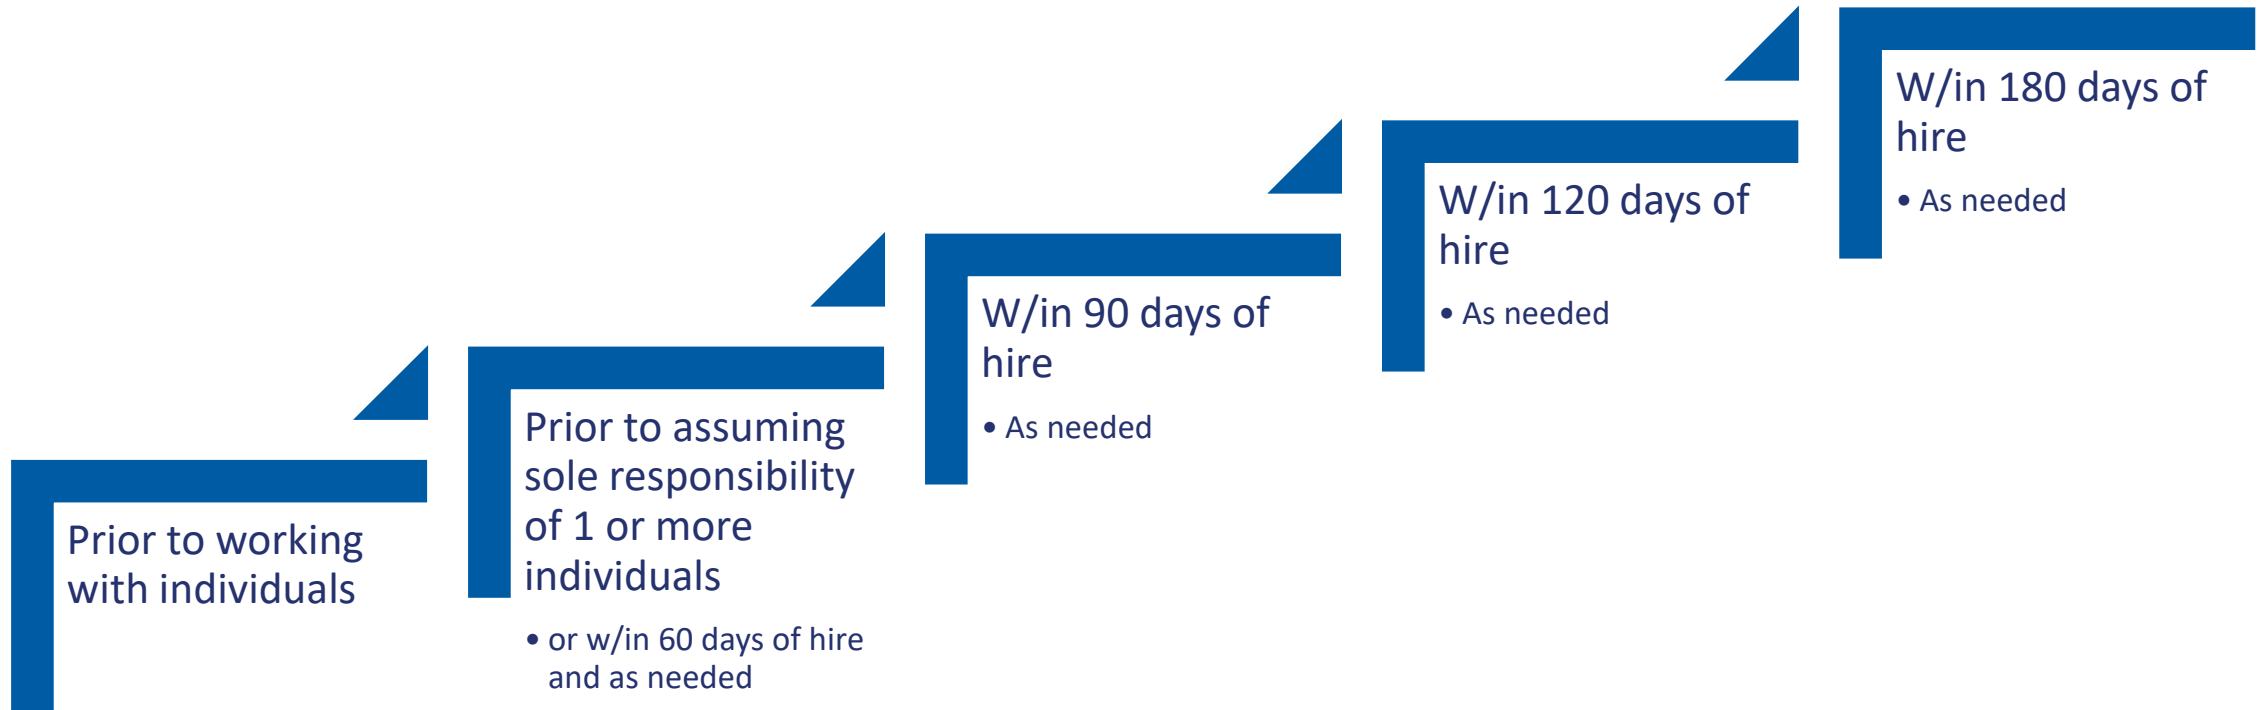 Prior to working
with individuals
Prior to assuming
sole responsibility
of 1 or more
individuals
• or w/in 60 days of hire
and as needed
W/in 90 days of
hire
• As needed
W/in 120 days of
hire
• As needed
W/in 180 days of
hire
• As needed